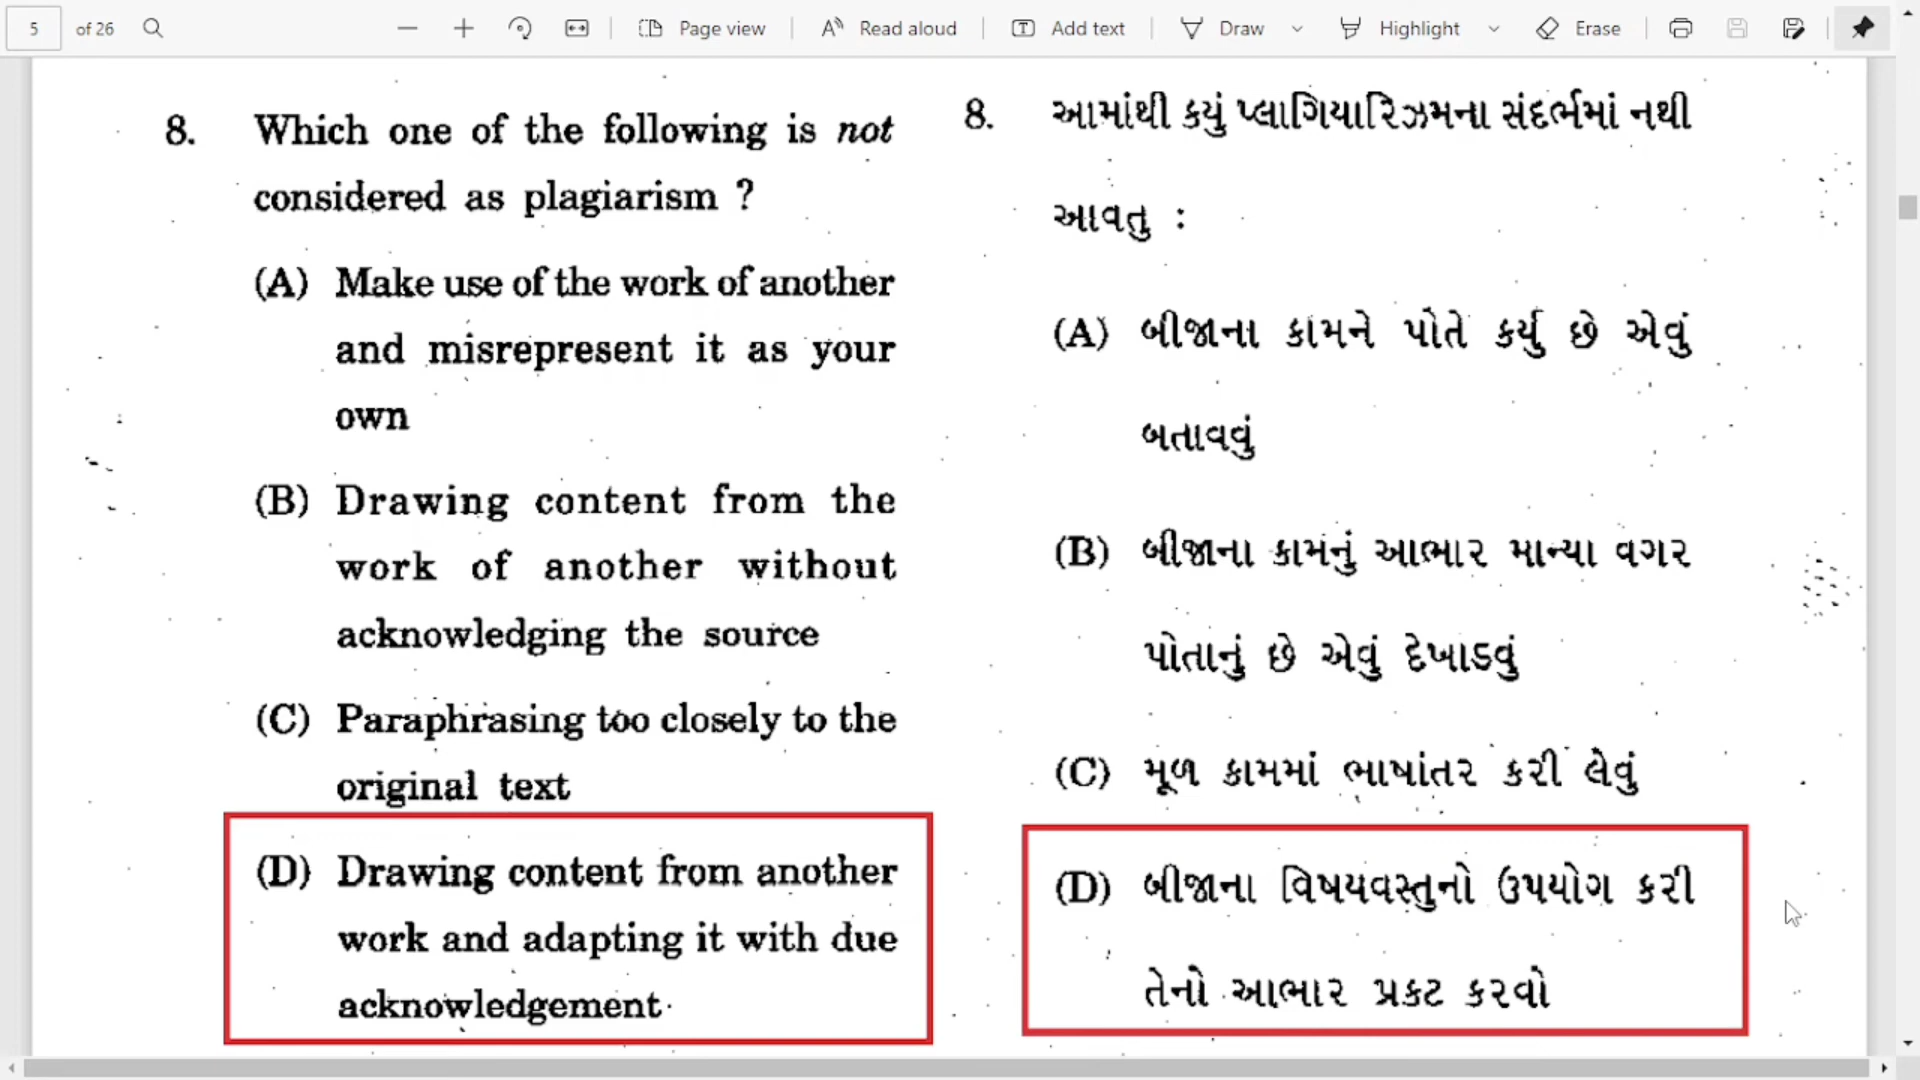 5 of 26 Page view Read aloud Add text Draw Highlight Erase
8. Which one of the following is not
considered as plagiarism ?
(A) Make use of the work of another
and misrepresent it as your
own
(B) Drawing content from the
work of another without
acknowledging the source
(C) Paraphrasing too closely to the
original text
(D) Drawing content from another
work and adapting it with due
acknowledgement
8. આમાંથી કયું પ્લાગિયારિઝમના સંદર્ભમાં નથી
આવતુ :
(A) બીજાના કામને પોતે કર્યુ છે એવું
બતાવવું
(B) બીજાના કામનું આભાર માન્યા વગર
પોતાનું છે એવું દેખાડવું
(C) મૂળ કામમાં ભાષાંતર કરી લેવું
(D) બીજાના વિષયવસ્તુનો ઉપયોગ કરી
તેનો આભાર પ્રકટ કરવો